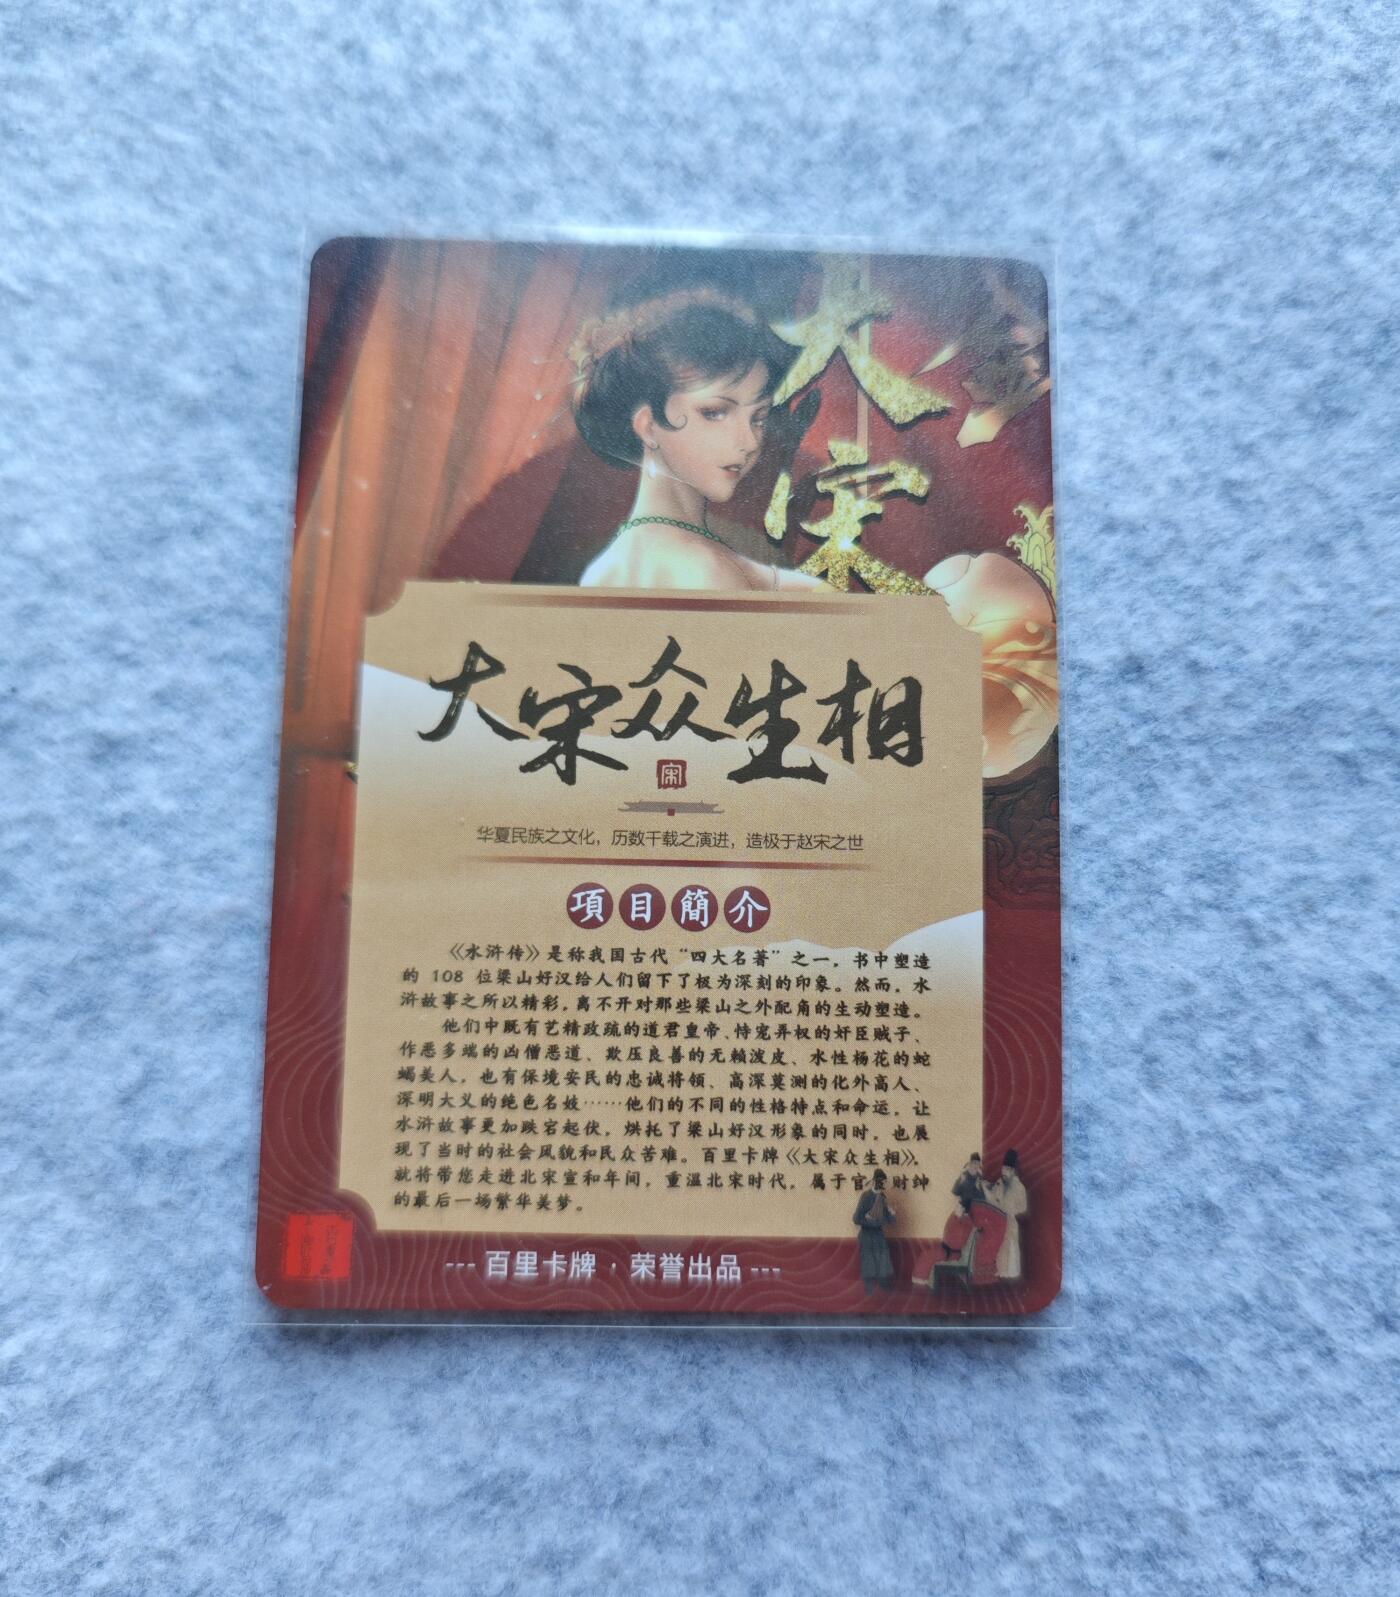 大
宋
大宋众生相
宋
华夏民族之文化，历数千载之演进，造极于赵宋之世
項目簡介
《水浒传》是称我国古代“四大名著”之一，书中塑造
的 108 位梁山好汉给人们留下了极为深刻的印象。然而，水
浒故事之所以精彩，离不开对那些梁山之外配角的生动塑造。
他们中既有艺精政疏的道君皇帝、恃宠弄权的奸臣贼子、
作恶多端的凶僧恶道、欺压良善的无赖泼皮、水性杨花的蛇
蝎美人，也有保境安民的忠诚将领、高深莫测的化外高人、
深明大义的绝色名妓……他们的不同的性格特点和命运，让
水浒故事更加跌宕起伏，烘托了梁山好汉形象的同时，也展
现了当时的社会风貌和民众苦难。百里卡牌《大宋众生相》，
就将带您走进北宋宣和年间，重温北宋时代，属于官宦财绅
的最后一场繁华美梦。
--- 百里卡牌 · 荣誉出品 ---